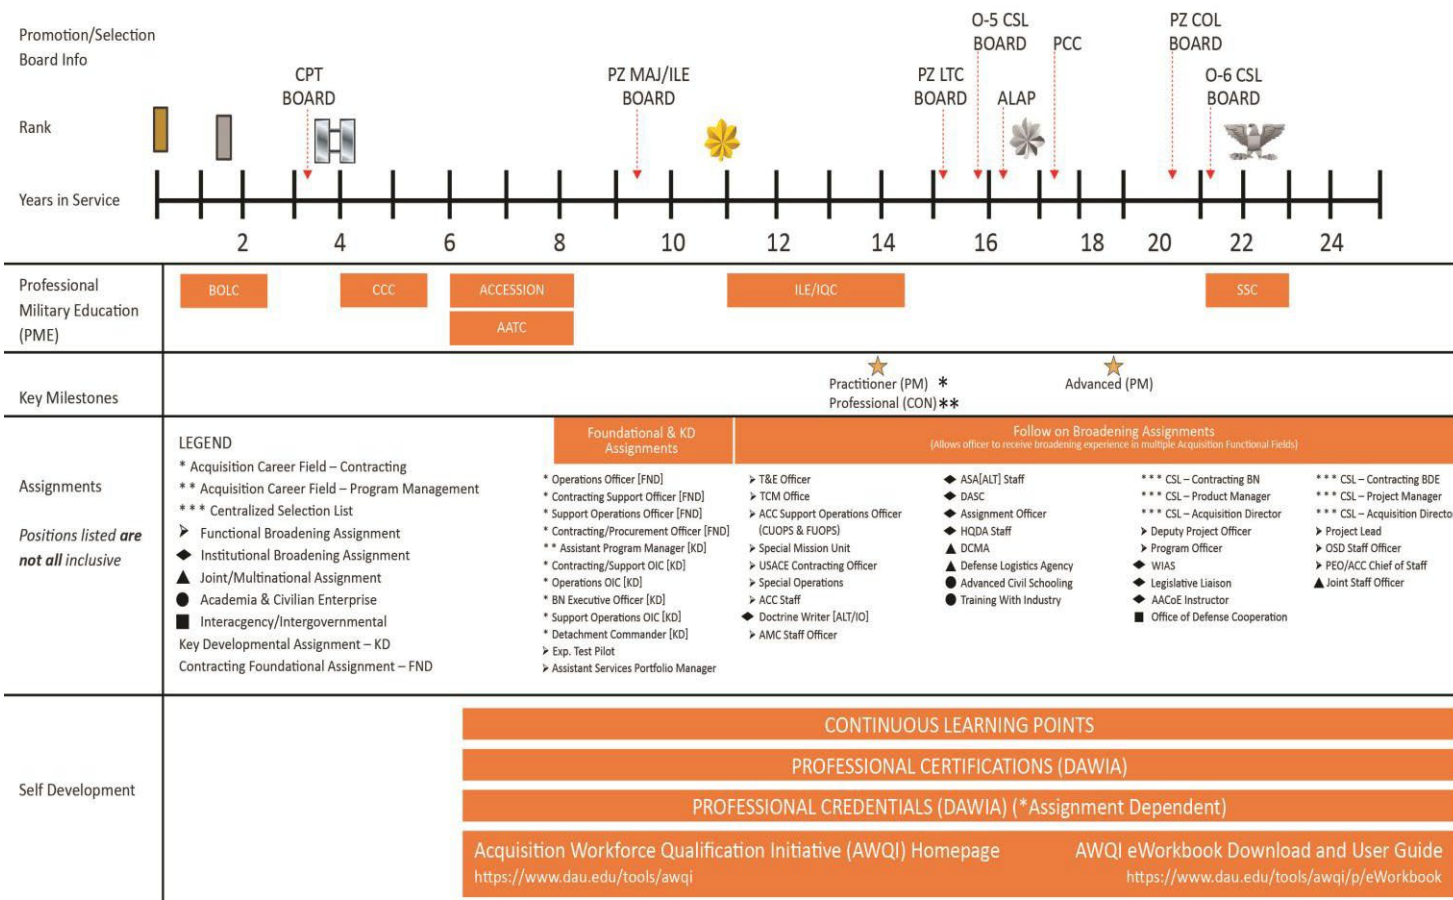 Promotion/Selection
Board Info
CPT
BOARD
PZ MAJ/ILE
BOARD
PZ LTC
BOARD
O-5 CSL
BOARD
ALAP
PCC
PZ COL
BOARD
O-6 CSL
BOARD
Rank
Years in Service
2
4
6
8
10
12
14
16
18
20
22
24
Professional
Military Education
(PME)
BOLC
CCC
ACCESSION
AATC
ILE/IQC
SSC
Key Milestones
Practitioner (PM) *
Professional (CON)**
Advanced (PM)
Assignments
Positions listed are
not all inclusive
LEGEND
* Acquisition Career Field – Contracting
* * Acquisition Career Field – Program Management
* * * Centralized Selection List
Functional Broadening Assignment
Institutional Broadening Assignment
Joint/Multinational Assignment
Academia & Civilian Enterprise
Interacgency/Intergovernmental
Key Developmental Assignment – KD
Contracting Foundational Assignment – FND
Foundational & KD
Assignments
* Operations Officer [FND]
* Contracting Support Officer [FND]
* Support Operations Officer [FND]
* Contracting/Procurement Officer [FND]
* * Assistant Program Manager [KD]
* Contracting/Support OIC [KD]
* Operations OIC [KD]
* BN Executive Officer [KD]
* Support Operations OIC [KD]
* Detachment Commander [KD]
Exp. Test Pilot
Assistant Services Portfolio Manager
Follow on Broadening Assignments
(Allows officer to receive broadening experience in multiple Acquisition Functional Fields)
T&E Officer
TCM Office
ACC Support Operations Officer
(CUOPS & FUOPS)
Special Mission Unit
USACE Contracting Officer
Special Operations
ACC Staff
Doctrine Writer [ALT/IO]
AMC Staff Officer
ASA[ALT] Staff
DASC
Assignment Officer
HQDA Staff
DCMA
Defense Logistics Agency
Advanced Civil Schooling
Training With Industry
* * * CSL – Contracting BN
* * * CSL – Product Manager
* * * CSL – Acquisition Director
Deputy Project Officer
Program Officer
WIAS
Legislative Liaison
AACoE Instructor
Office of Defense Cooperation
* * * CSL – Contracting BDE
* * * CSL – Project Manager
* * * CSL – Acquisition Directo
Project Lead
OSD Staff Officer
PEO/ACC Chief of Staff
Joint Staff Officer
Self Development
CONTINUOUS LEARNING POINTS
PROFESSIONAL CERTIFICATIONS (DAWIA)
PROFESSIONAL CREDENTIALS (DAWIA) (*Assignment Dependent)
Acquisition Workforce Qualification Initiative (AWQI) Homepage
https://www.dau.edu/tools/awqi
AWQI eWorkbook Download and User Guide
https://www.dau.edu/tools/awqi/p/eWorkbook